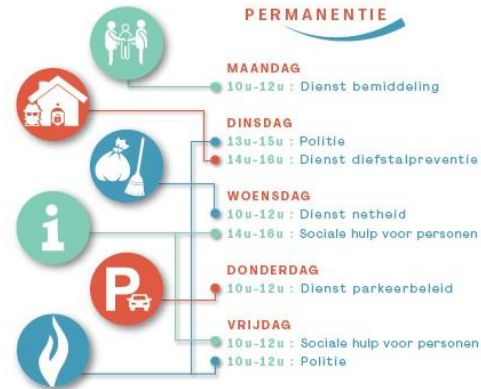 PERMANENTIE
MAANDAG
10u-12u : Dienst bemiddeling
DINSDAG
13u-15u : Politie
14u-16u : Dienst diefstalpreventie
WOENSDAG
10u-12u : Dienst netheid
14u-16u : Sociale hulp voor personen
DONDERDAG
10u-12u : Dienst parkeerbeleid
VRIJDAG
10u-12u : Sociale hulp voor personen
10u-12u : Politie
i
P